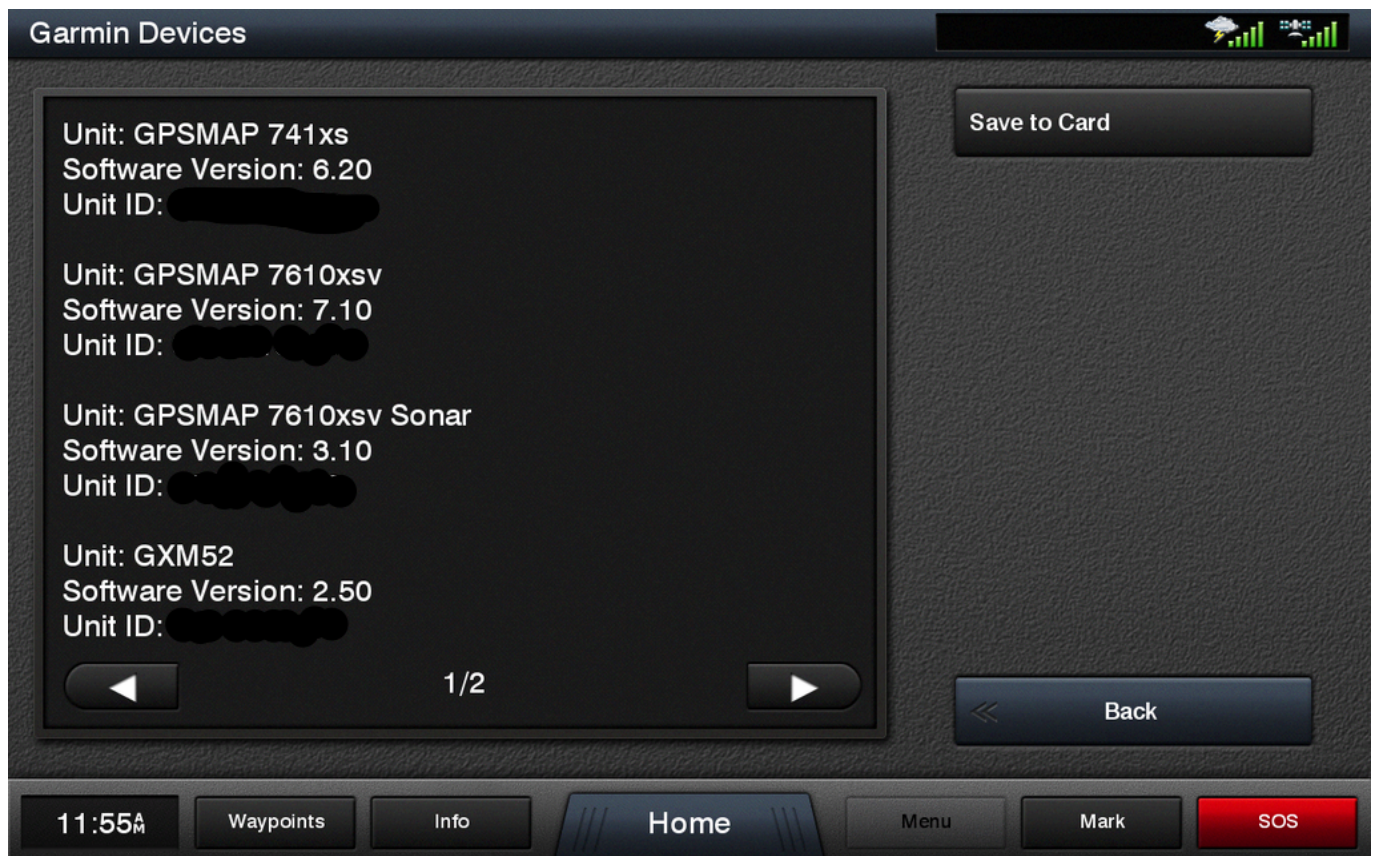 Garmin Devices
Unit: GPSMAP 741xs
Software Version: 6.20
Unit ID:
Unit: GPSMAP 7610xsv
Software Version: 7.10
Unit ID:
Unit: GPSMAP 7610xsv Sonar
Software Version: 3.10
Unit ID:
Unit: GXM52
Software Version: 2.50
Unit ID:
1/2
Save to Card
Back
11:55AM
Waypoints
Info
Home
Menu
Mark
SOS